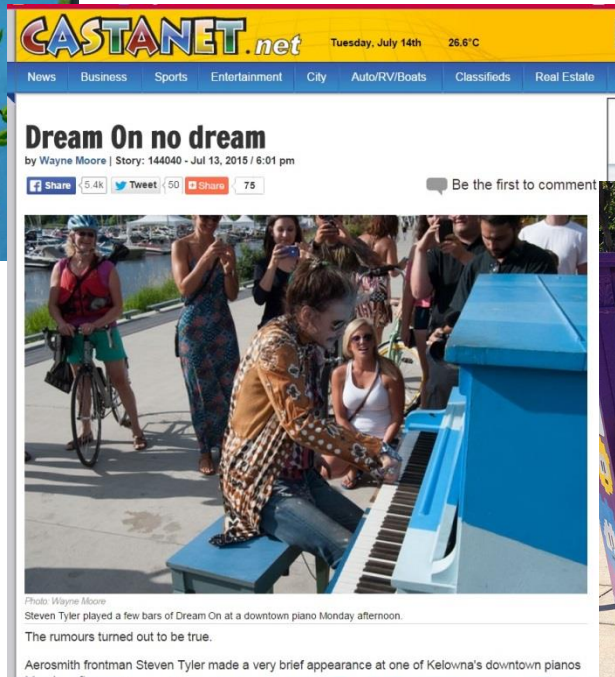 CASTANET.net
Tuesday, July 14th 26.6°C
News Business Sports Entertainment City Auto/RV/Boats Classifieds Real Estate
Dream On no dream
by Wayne Moore | Story: 144040 - Jul 13, 2015 / 6:01 pm
Share 5.4k Tweet 50 Share 75
Be the first to comment
Photo: Wayne Moore
Steven Tyler played a few bars of Dream On at a downtown piano Monday afternoon.
The rumours turned out to be true.
Aerosmith frontman Steven Tyler made a very brief appearance at one of Kelowna's downtown pianos